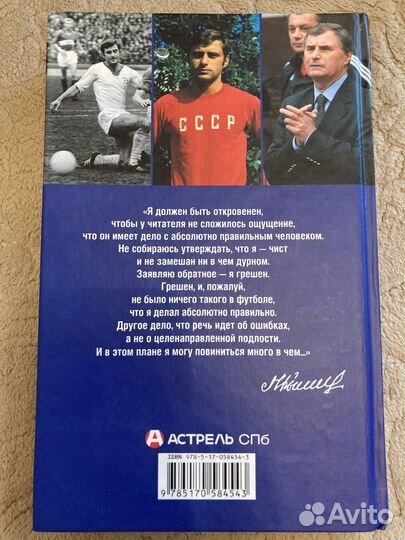 СССР
«Я должен быть откровенен,
чтобы у читателя не сложилось ощущение,
что он имеет дело с абсолютно правильным человеком.
Не собираюсь утверждать, что я — чист
и не замешан ни в чем дурном.
Заявляю обратное — я грешен.
Грешен, и, пожалуй,
не было ничего такого в футболе,
что я делал абсолютно правильно.
Другое дело, что речь идет об ошибках,
а не о целенаправленной подлости.
И в этом плане я могу повиниться много в чем...»
АСТРЕЛЬ СПб
ISBN 978-5-17-058454-3
9 785170 584543
Avito